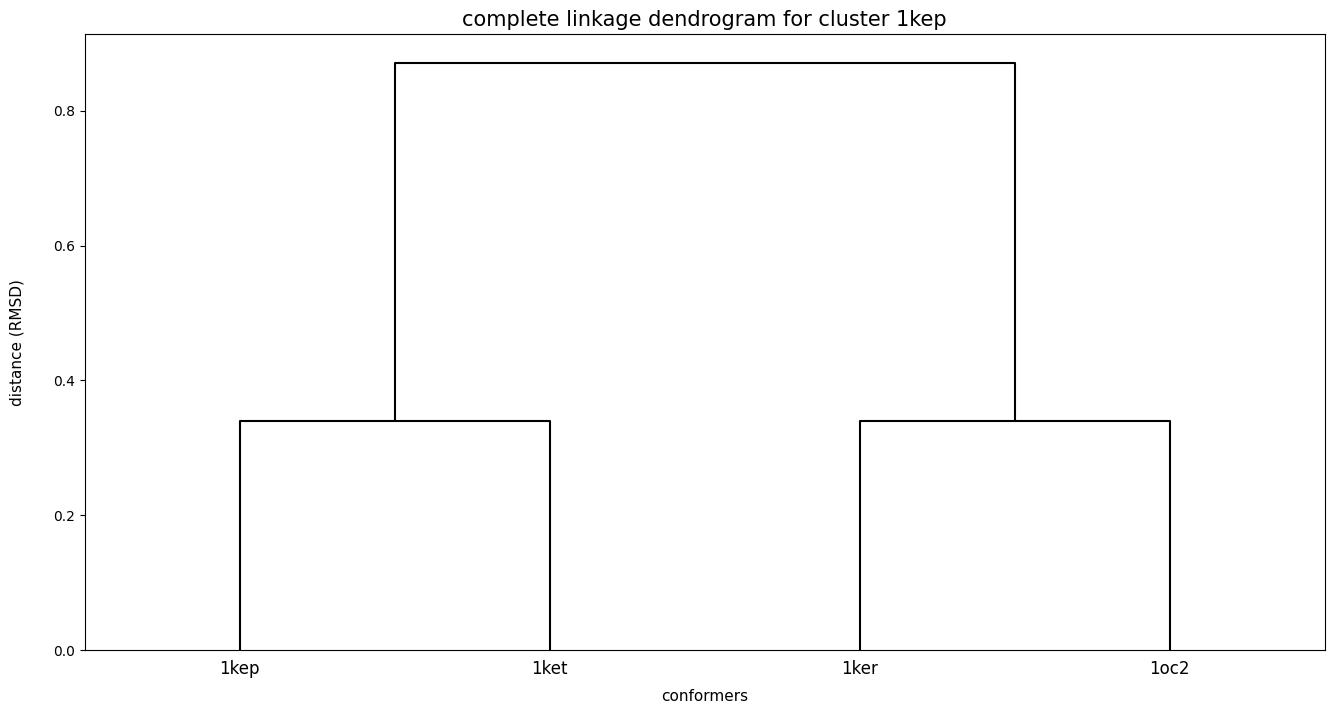 complete linkage dendrogram for cluster 1kep
0.8
0.6
0.4
0.2
0.0
distance (RMSD)
1kep 1ket 1ker 1oc2
conformers